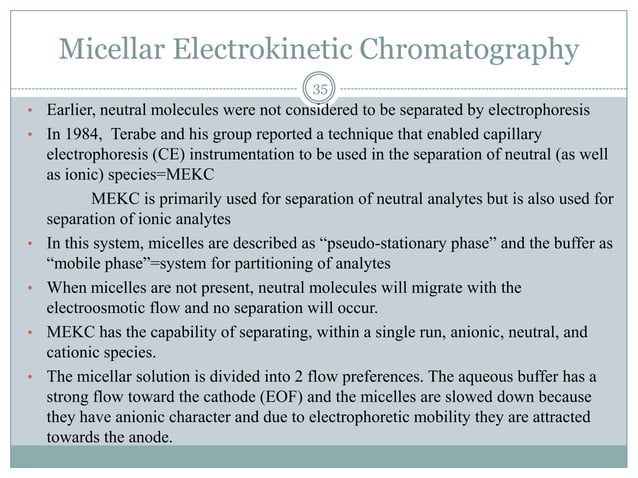 Micellar Electrokinetic Chromatography
35
• Earlier, neutral molecules were not considered to be separated by electrophoresis
• In 1984, Terabe and his group reported a technique that enabled capillary
electrophoresis (CE) instrumentation to be used in the separation of neutral (as well
as ionic) species=MEKC
MEKC is primarily used for separation of neutral analytes but is also used for
separation of ionic analytes
• In this system, micelles are described as “pseudo-stationary phase” and the buffer as
“mobile phase”=system for partitioning of analytes
• When micelles are not present, neutral molecules will migrate with the
electroosmotic flow and no separation will occur.
• MEKC has the capability of separating, within a single run, anionic, neutral, and
cationic species.
• The micellar solution is divided into 2 flow preferences. The aqueous buffer has a
strong flow toward the cathode (EOF) and the micelles are slowed down because
they have anionic character and due to electrophoretic mobility they are attracted
towards the anode.